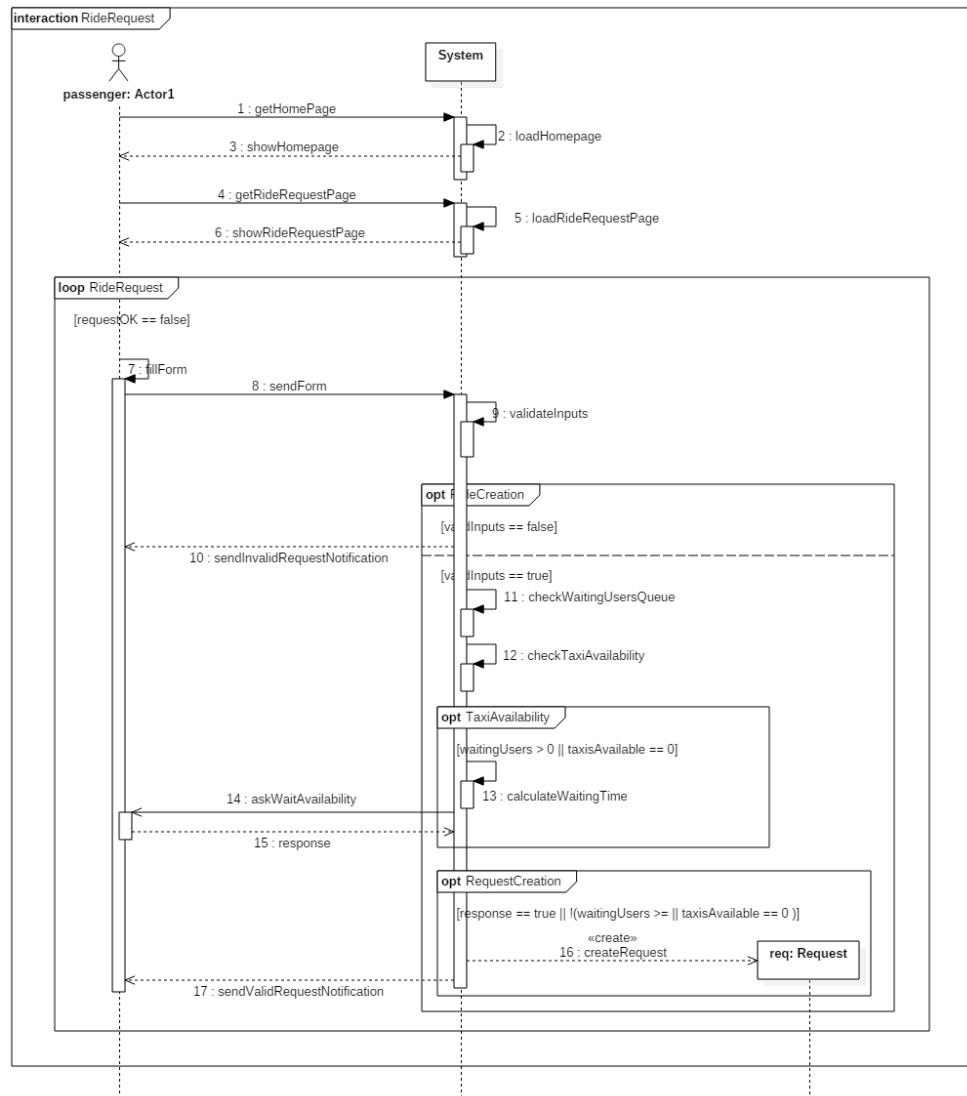 interaction RideRequest
System
passenger: Actor1
1 : getHomePage
2 : loadHomepage
3 : showHomepage
4 : getRideRequestPage
5 : loadRideRequestPage
6 : showRideRequestPage
loop RideRequest
[requestOK == false]
7 : fillForm
8 : sendForm
9 : validateInputs
opt RideCreation
[validInputs == false]
10 : sendInvalidRequestNotification
[validInputs == true]
11 : checkWaitingUsersQueue
12 : checkTaxiAvailability
opt TaxiAvailability
[waitingUsers > 0 || taxisAvailable == 0]
13 : calculateWaitingTime
14 : askWaitAvailability
15 : response
opt RequestCreation
[response == true || !(waitingUsers >= || taxisAvailable == 0 )]
«create»
16 : createRequest
req: Request
17 : sendValidRequestNotification